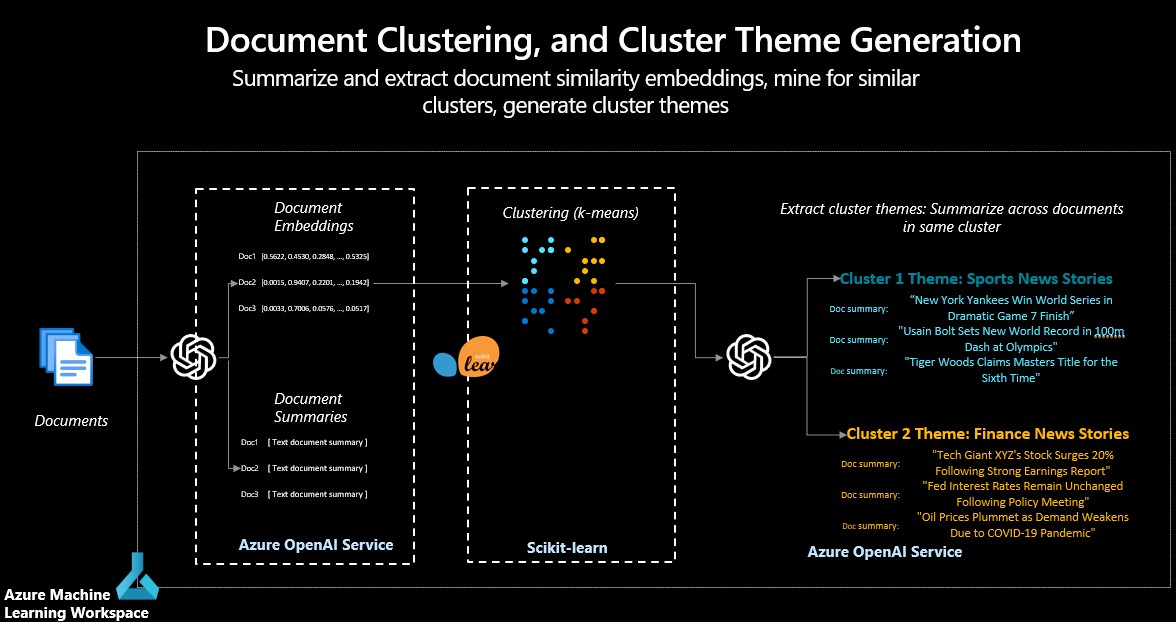 Document Clustering, and Cluster Theme Generation
Summarize and extract document similarity embeddings, mine for similar
clusters, generate cluster themes
Documents
Document
Embeddings
Doc1 [0.5622, 0.4530, 0.2848, ..., 0.5325]
Doc2 [0.0015, 0.9407, 0.2201, ..., 0.1942]
Doc3 [0.0033, 0.7006, 0.0576, ..., 0.0517]
Document
Summaries
Doc1 [ Text document summary ]
Doc2 [ Text document summary ]
Doc3 [ Text document summary ]
Azure OpenAI Service
Clustering (k-means)
scikit
lear
Scikit-learn
Extract cluster themes: Summarize across documents
in same cluster
Cluster 1 Theme: Sports News Stories
Doc summary: “New York Yankees Win World Series in
Dramatic Game 7 Finish”
Doc summary: "Usain Bolt Sets New World Record in 100m
Dash at Olympics"
Doc summary: "Tiger Woods Claims Masters Title for the
Sixth Time"
Cluster 2 Theme: Finance News Stories
Doc summary: "Tech Giant XYZ's Stock Surges 20%
Following Strong Earnings Report"
Doc summary: "Fed Interest Rates Remain Unchanged
Following Policy Meeting"
Doc summary: "Oil Prices Plummet as Demand Weakens
Due to COVID-19 Pandemic"
Azure OpenAI Service
Azure Machine
Learning Workspace